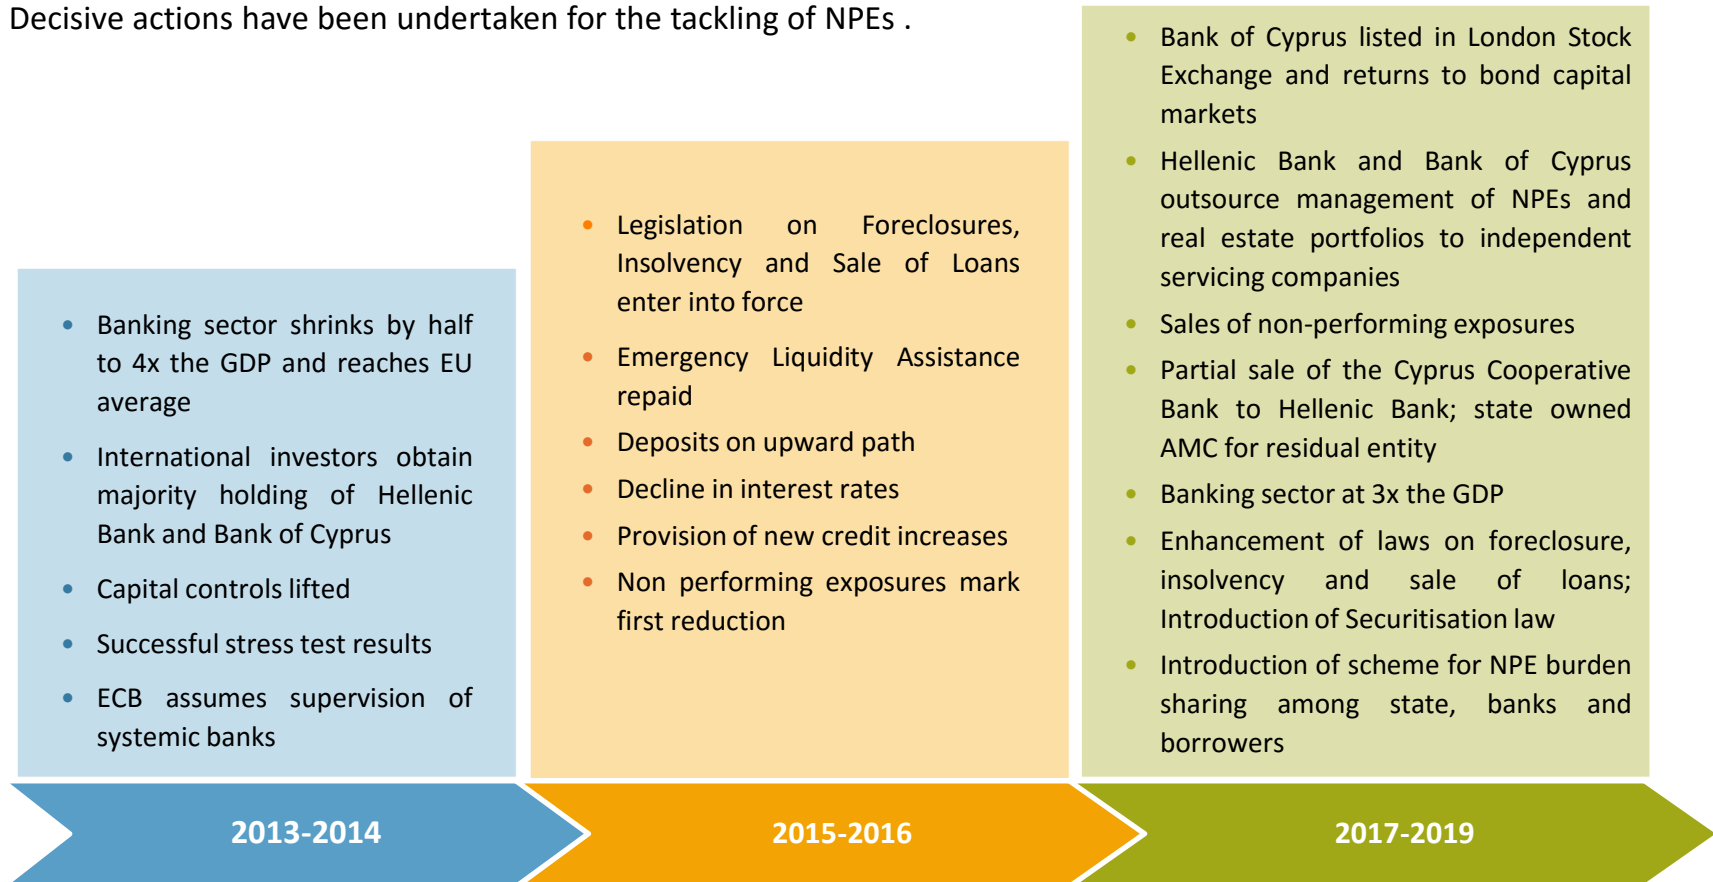 Decisive actions have been undertaken for the tackling of NPEs .
• Banking sector shrinks by half
to 4x the GDP and reaches EU
average
• International investors obtain
majority holding of Hellenic
Bank and Bank of Cyprus
• Capital controls lifted
• Successful stress test results
• ECB assumes supervision of
systemic banks
2013-2014
• Legislation on Foreclosures,
Insolvency and Sale of Loans
enter into force
• Emergency Liquidity Assistance
repaid
• Deposits on upward path
• Decline in interest rates
• Provision of new credit increases
• Non performing exposures mark
first reduction
2015-2016
• Bank of Cyprus listed in London Stock
Exchange and returns to bond capital
markets
• Hellenic Bank and Bank of Cyprus
outsource management of NPEs and
real estate portfolios to independent
servicing companies
• Sales of non-performing exposures
• Partial sale of the Cyprus Cooperative
Bank to Hellenic Bank; state owned
AMC for residual entity
• Banking sector at 3x the GDP
• Enhancement of laws on foreclosure,
insolvency and sale of loans;
Introduction of Securitisation law
• Introduction of scheme for NPE burden
sharing among state, banks and
borrowers
2017-2019